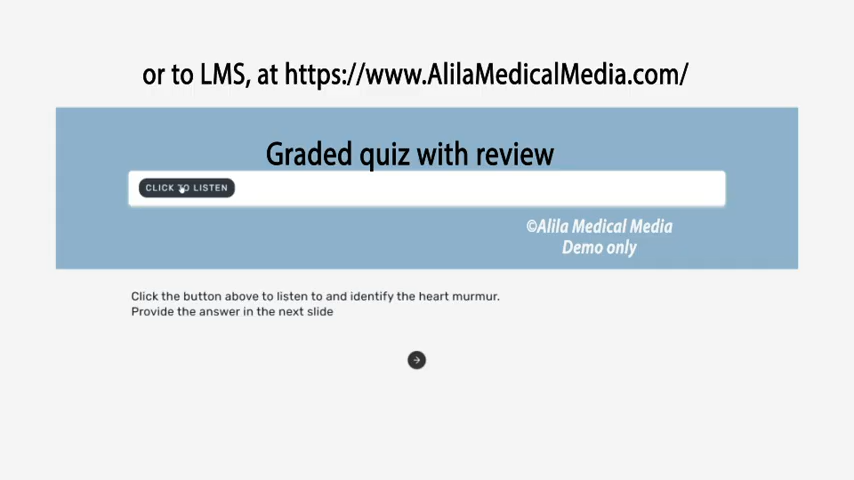 or to LMS, at https://www.AlilaMedicalMedia.com/
Graded quiz with review
CLICK TO LISTEN
©Alila Medical Media
Demo only
Click the button above to listen to and identify the heart murmur.
Provide the answer in the next slide